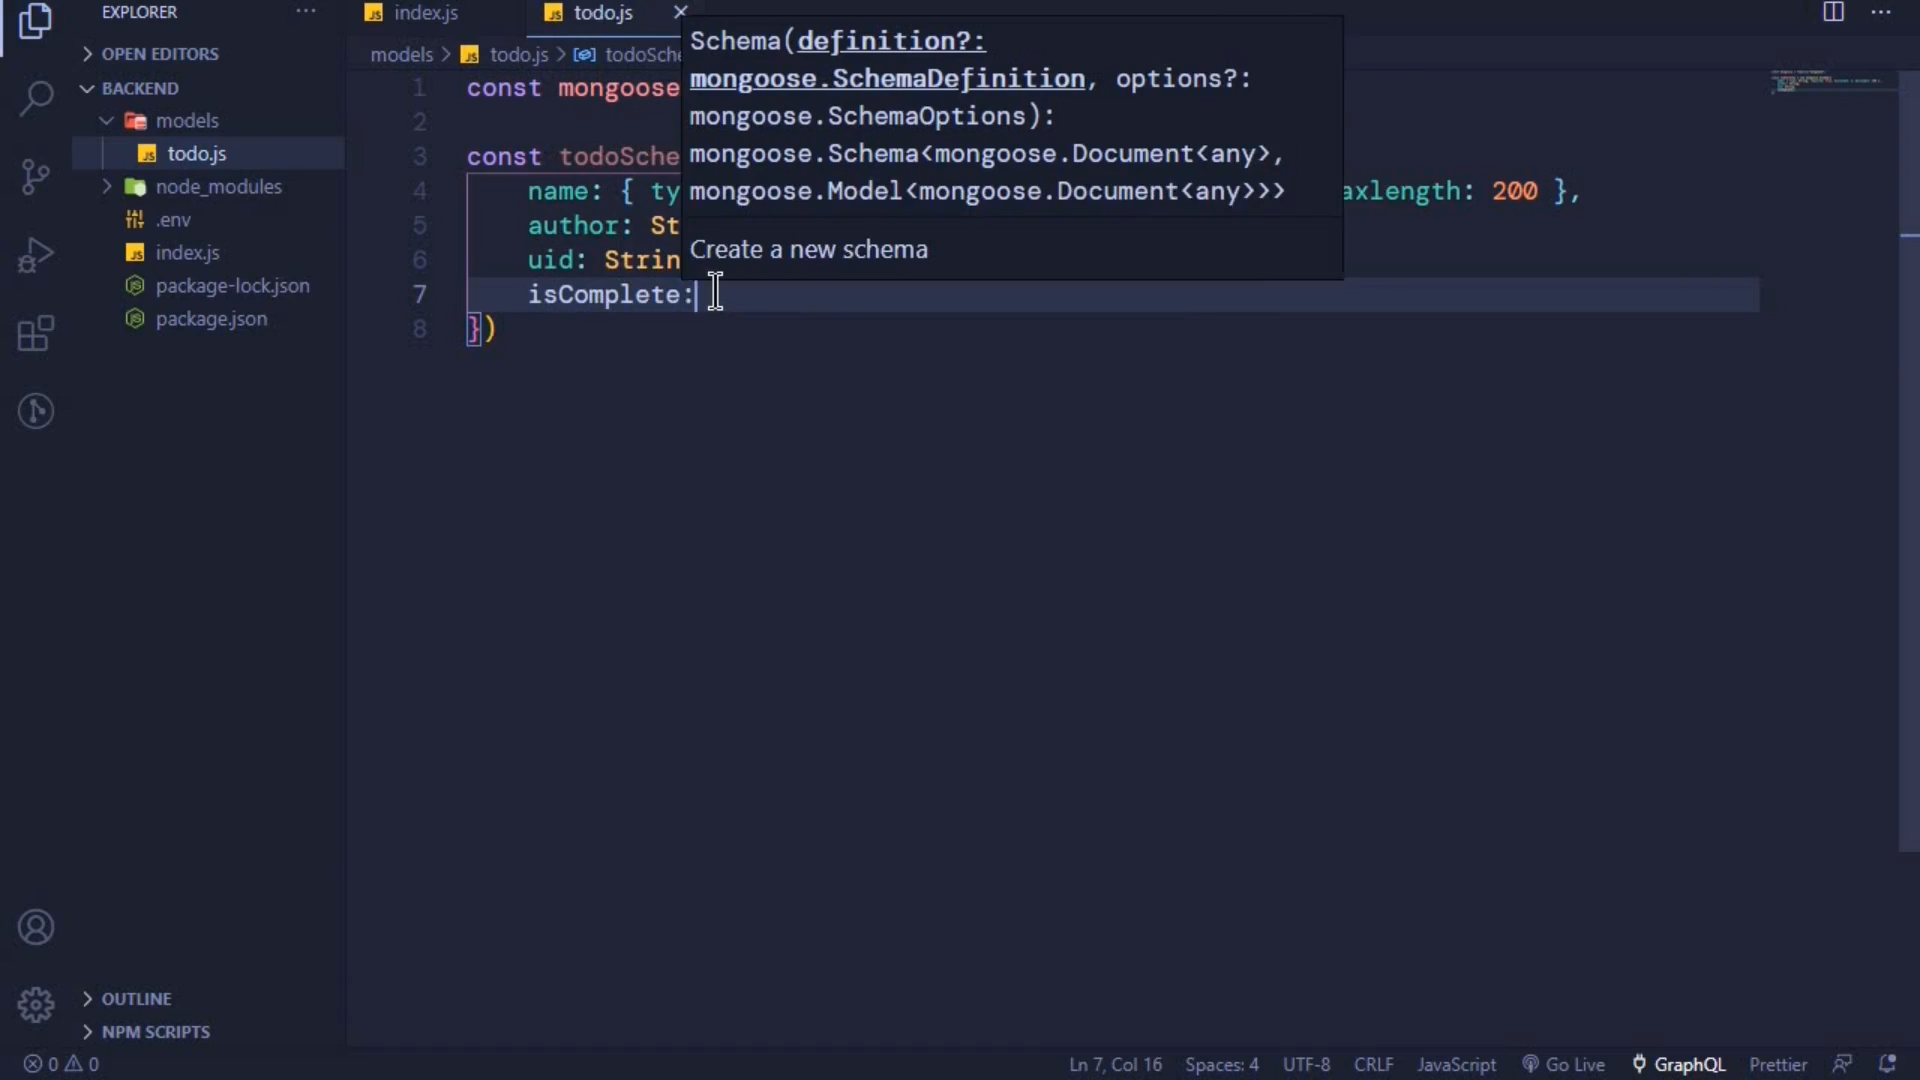 EXPLORER
OPEN EDITORS
BACKEND
models
todo.js
node_modules
.env
index.js
package-lock.json
package.json
OUTLINE
NPM SCRIPTS
index.js
todo.js
models > todo.js > todoSche
1 const mongoose
2
3 const todoSche
4 name: { ty axlength: 200 },
5 author: St
6 uid: Strin
7 isComplete:
8 })
Schema(definition?:
mongoose.SchemaDefinition, options?:
mongoose.SchemaOptions):
mongoose.Schema<mongoose.Document<any>,
mongoose.Model<mongoose.Document<any>>>
Create a new schema
0 0 Ln 7, Col 16 Spaces: 4 UTF-8 CRLF JavaScript Go Live GraphQL Prettier